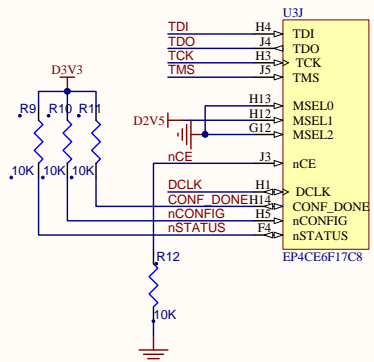 U3J
TDI H4 TDI
TDO J4 TDO
TCK H3 TCK
TMS J5 TMS
D3V3
R9 R10 R11
H13 MSEL0
D2V5 H12 MSEL1
G12 MSEL2
nCE J3 nCE
10K 10K 10K
DCLK H1 DCLK
CONF_DONE H14 CONF_DONE
nCONFIG H5 nCONFIG
nSTATUS F4 nSTATUS
EP4CE6F17C8
R12
10K